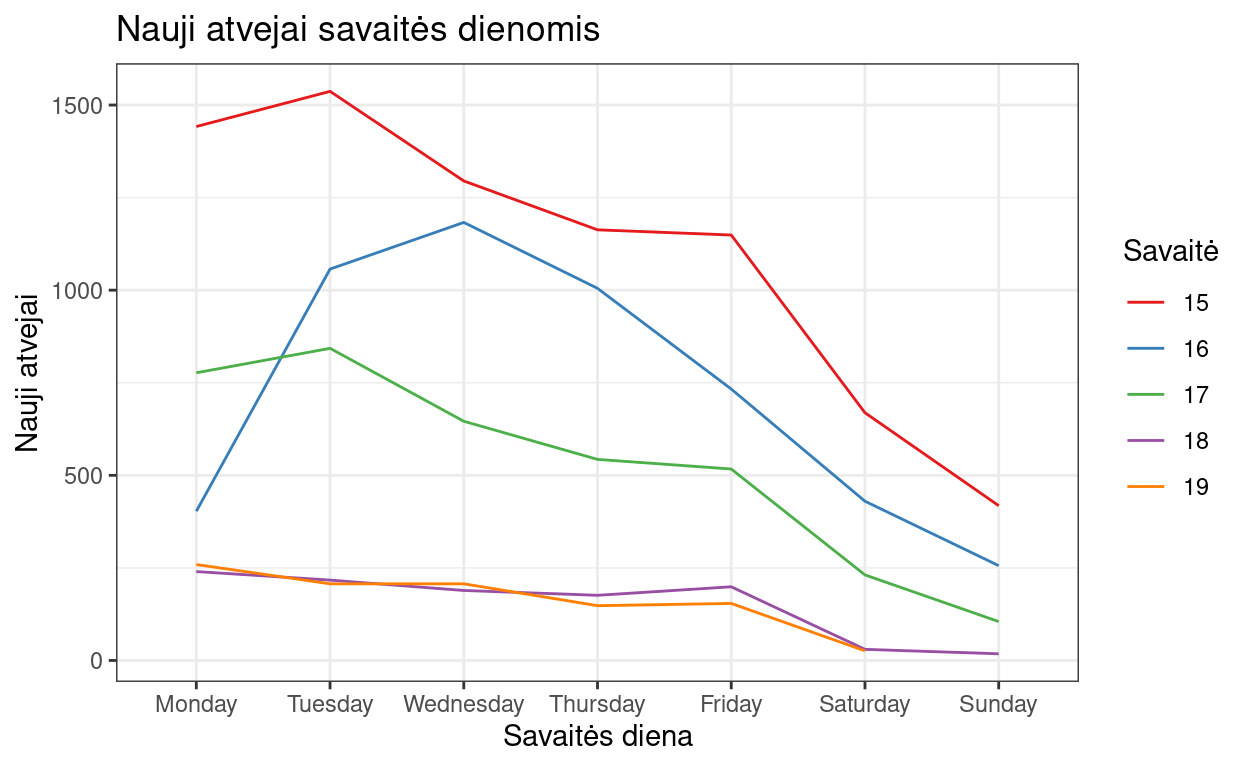 Nauji atvejai savaitės dienomis
Nauji atvejai
1500
1000
500
0
Monday Tuesday Wednesday Thursday Friday Saturday Sunday
Savaitės diena
Savaitė
15
16
17
18
19